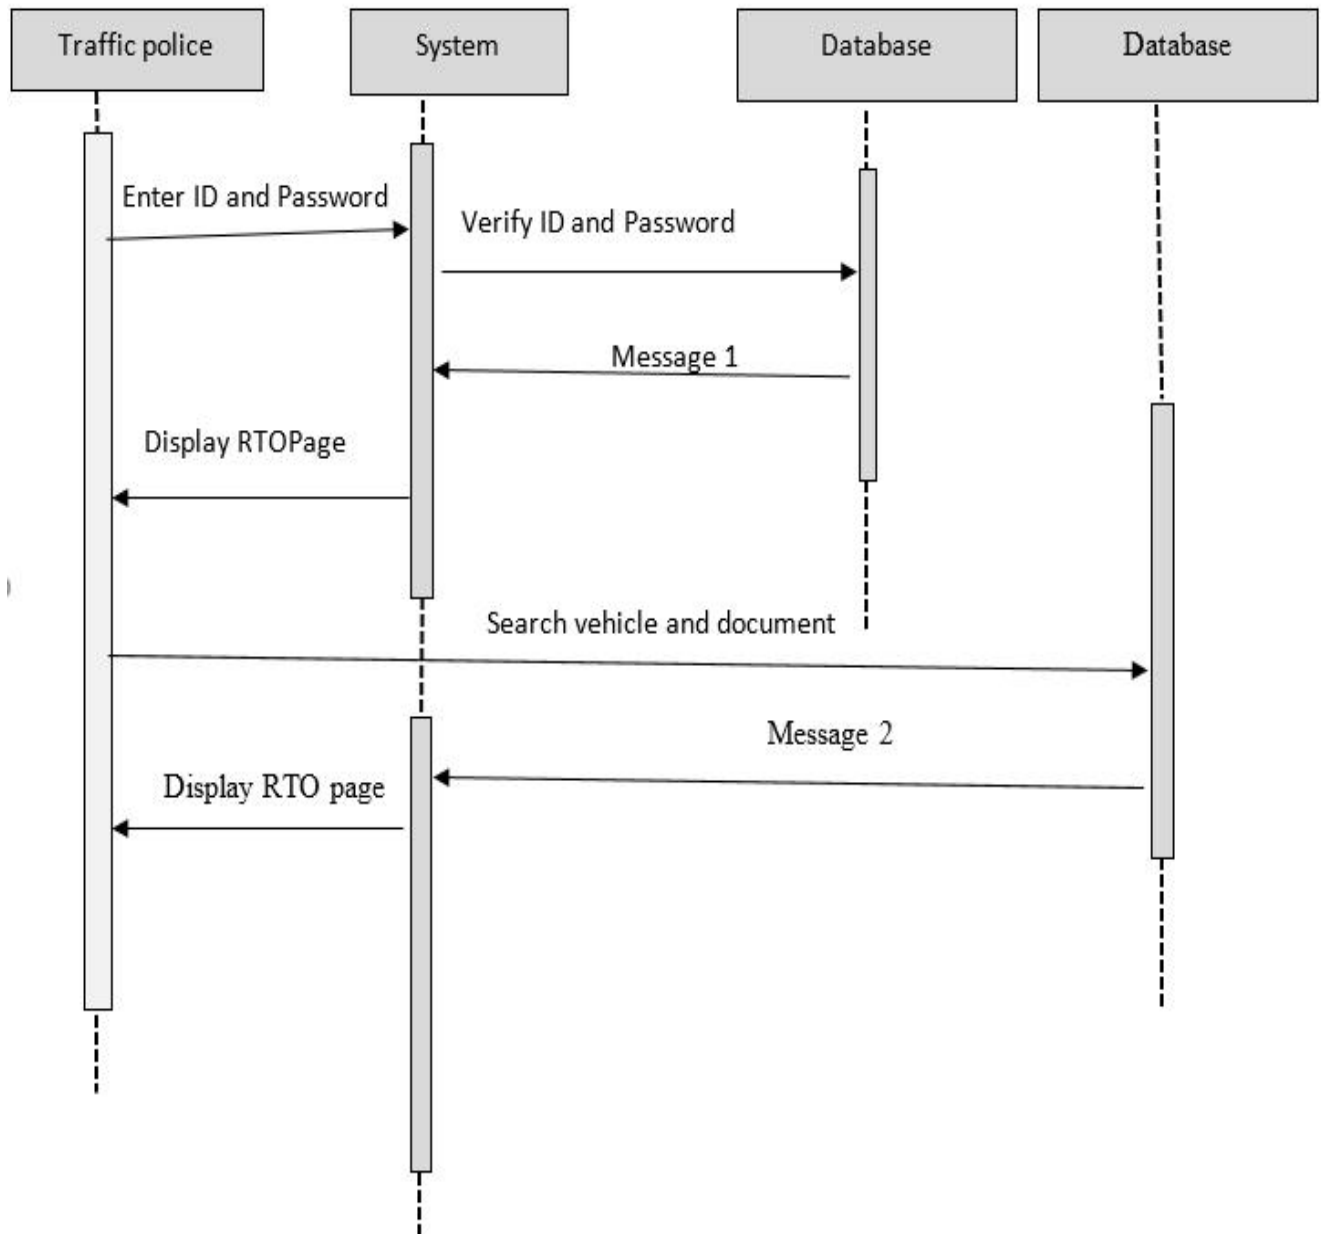 Traffic police
System
Database
Database
Enter ID and Password
Verify ID and Password
Message 1
Display RTOPage
Search vehicle and document
Message 2
Display RTO page